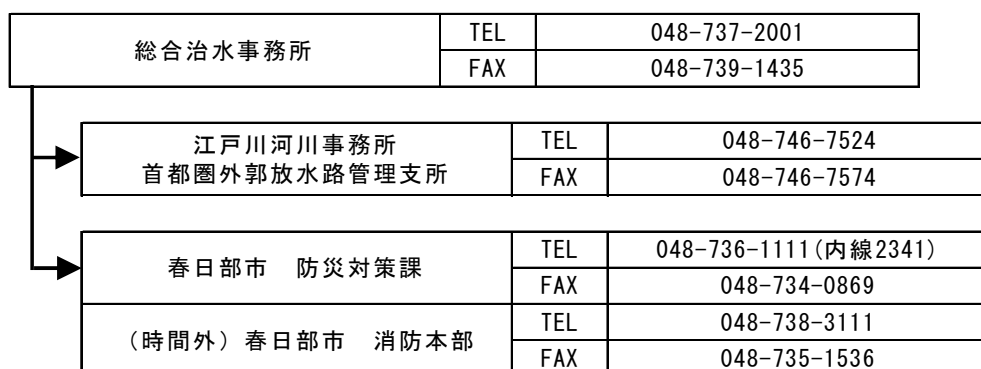 総合治水事務所
TEL 048-737-2001
FAX 048-739-1435
江戸川河川事務所
首都圏外郭放水路管理支所
TEL 048-746-7524
FAX 048-746-7574
春日部市　防災対策課
TEL 048-736-1111(内線2341)
FAX 048-734-0869
（時間外）春日部市　消防本部
TEL 048-738-3111
FAX 048-735-1536